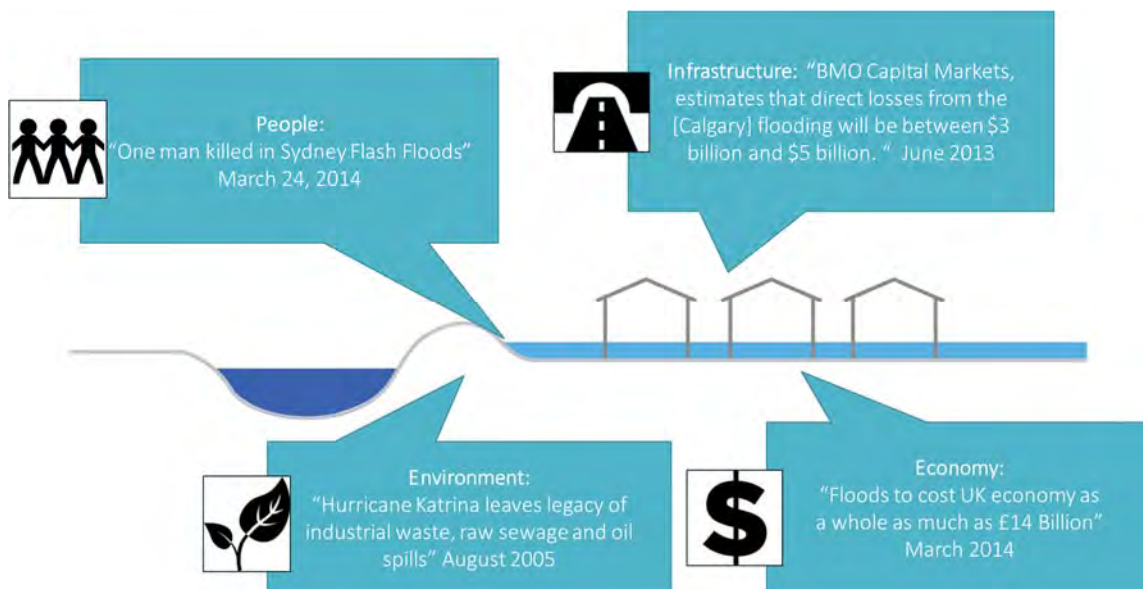 People:
“One man killed in Sydney Flash Floods”
March 24, 2014
Infrastructure: “BMO Capital Markets,
estimates that direct losses from the
[Calgary] flooding will be between $3
billion and $5 billion. “ June 2013
Environment:
“Hurricane Katrina leaves legacy of
industrial waste, raw sewage and oil
spills” August 2005
$
Economy:
“Floods to cost UK economy as
a whole as much as £14 Billion”
March 2014